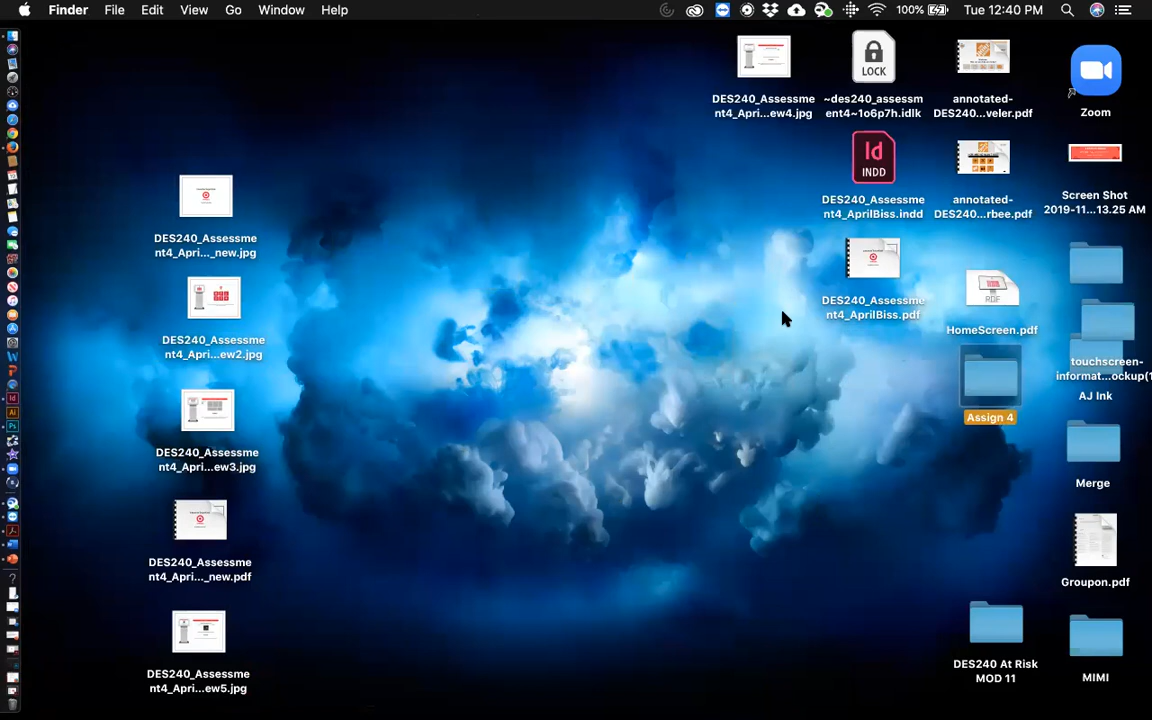 Finder File Edit View Go Window Help 100% Tue 12:40 PM
DES240_Assessme
nt4_Apri...ew4.jpg
LOCK
~des240_assessm
ent4~1o6p7h.idlk
annotated-
DES240...veler.pdf
Zoom
Id
INDD
DES240_Assessme
nt4_AprilBiss.indd
annotated-
DES240...rbee.pdf
Screen Shot
2019-11...13.25 AM
DES240_Assessme
nt4_Apri..._new.jpg
DES240_Assessme
nt4_AprilBiss.pdf
PDF
HomeScreen.pdf
DES240_Assessme
nt4_Apri...ew2.jpg
touchscreen-
informat...ockup(1
AJ Ink
Assign 4
DES240_Assessme
nt4_Apri...ew3.jpg
Merge
DES240_Assessme
nt4_Apri..._new.pdf
Groupon.pdf
DES240_Assessme
nt4_Apri...ew5.jpg
DES240 At Risk
MOD 11
MIMI